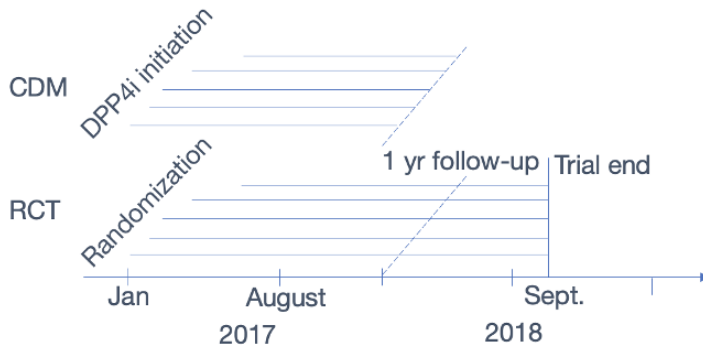 DPP4i initiation
CDM
1 yr follow-up
Trial end
Randomization
RCT
Jan
August
Sept.
2017
2018